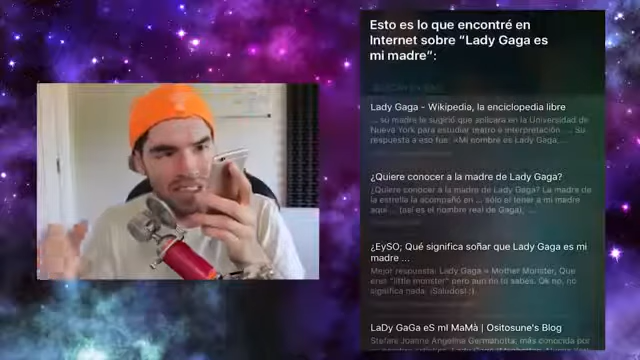 Esto es lo que encontré en
Internet sobre “Lady Gaga es
mi madre”:
Lady Gaga - Wikipedia, la enciclopedia libre
... su madre le sugirió que aplicara en la Universidad de
Nueva York para estudiar teatro e interpretación ... Su
respuesta a eso fue: «Mi nombre es Lady Gaga,
¿Quiere conocer a la madre de Lady Gaga?
¿Quiere conocer a la madre de Lady Gaga? La madre de
la estrella la acompañó en ... sólo el tener a mi madre
aquí ... (así es el nombre real de Gaga), ...
¿EySO; Qué significa soñar que Lady Gaga es mi
madre ...
Mejor respuesta: Lady Gaga = Mother Monster, Que
eres "little monster" pero aun no lo sabes. Ok no, no
significa nada. ¡Saludos! :).
LaDy GaGa eS mI MaMà | Ositosune's Blog
Stefani Joanne Angelina Germanotta, más conocida